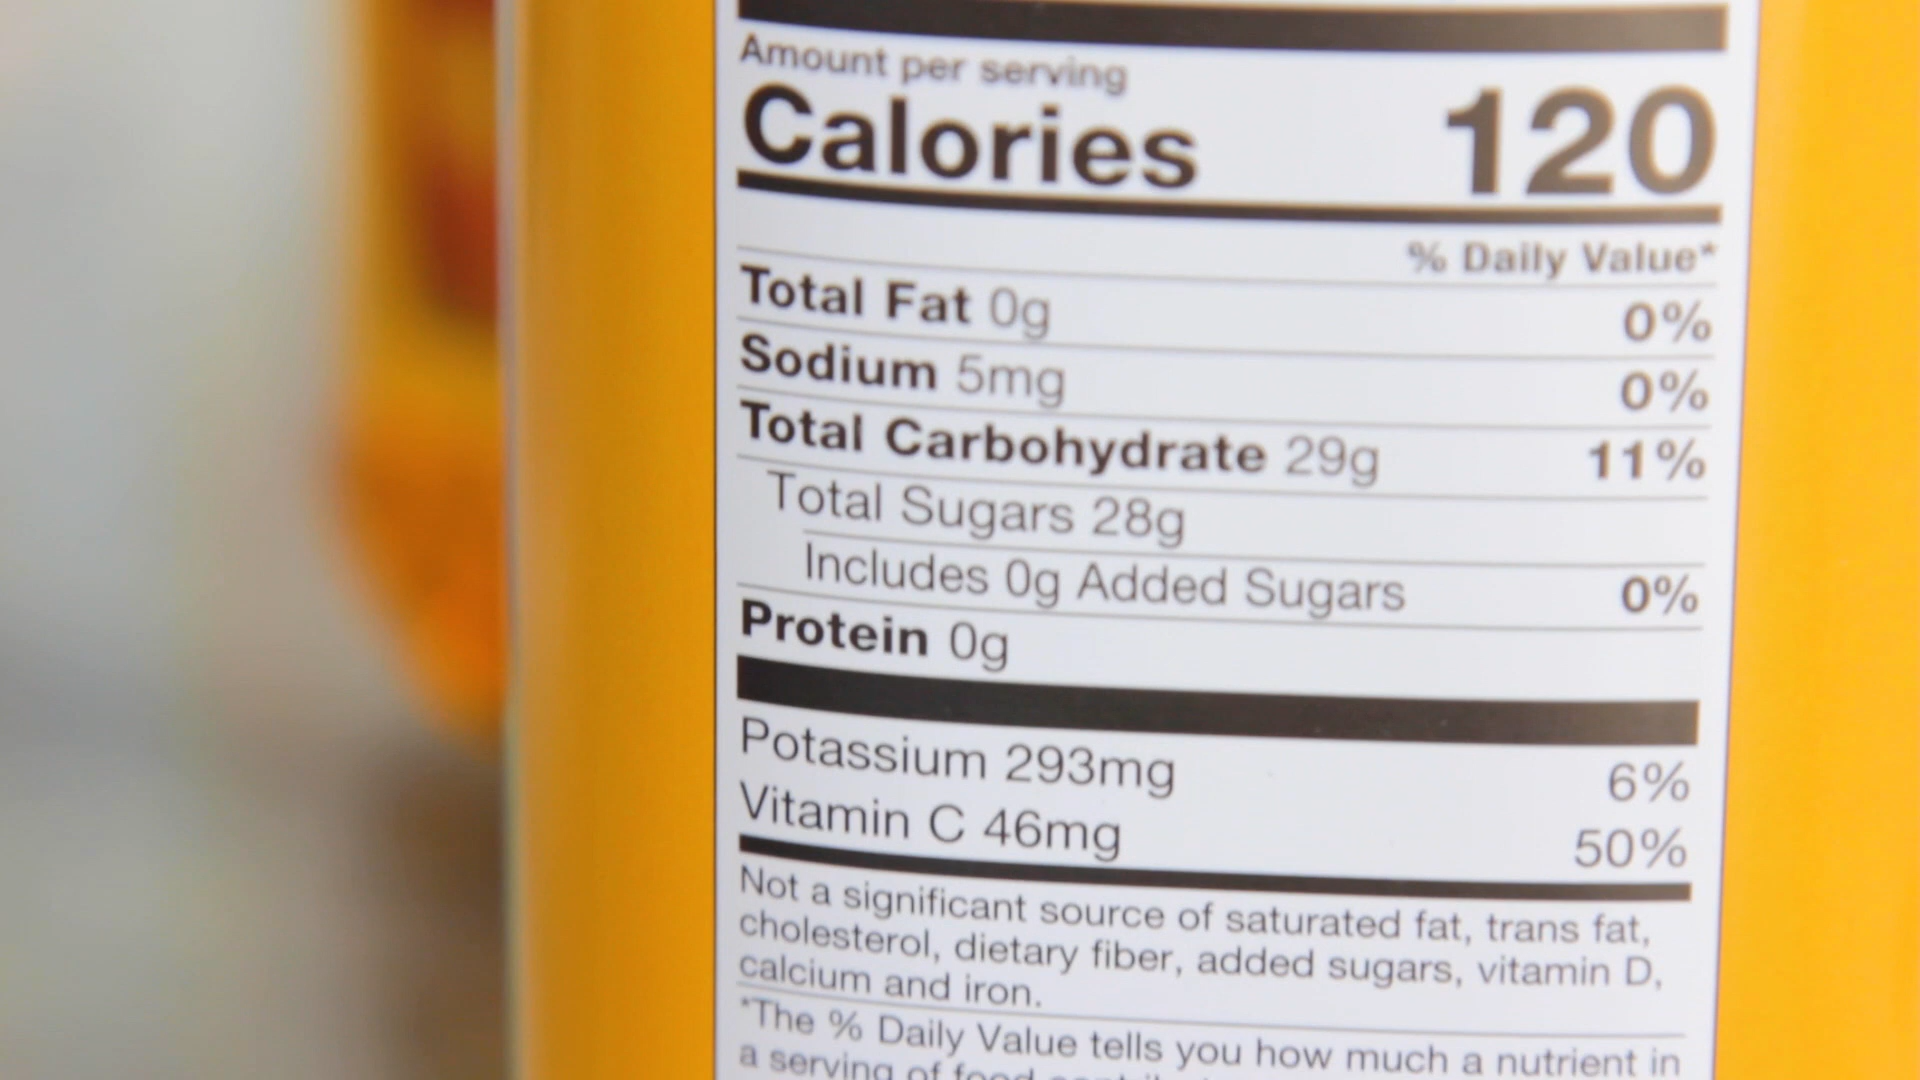 Amount per serving
Calories 120
% Daily Value*
Total Fat 0g 0%
Sodium 5mg 0%
Total Carbohydrate 29g 11%
Total Sugars 28g
Includes 0g Added Sugars 0%
Protein 0g
Potassium 293mg 6%
Vitamin C 46mg 50%
Not a significant source of saturated fat, trans fat,
cholesterol, dietary fiber, added sugars, vitamin D,
calcium and iron.
*The % Daily Value tells you how much a nutrient in
a serving of food